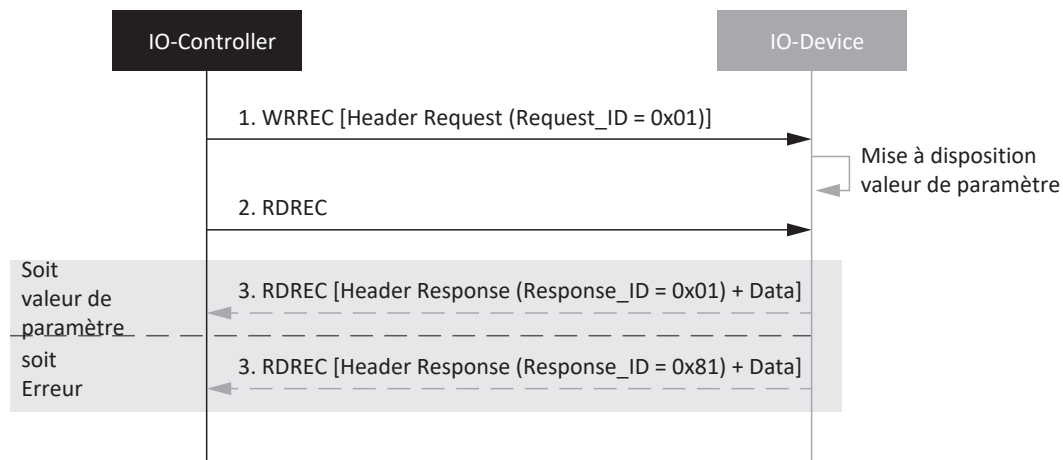 IO-Controller
IO-Device
1. WRREC [Header Request (Request_ID = 0x01)]
Mise à disposition
valeur de paramètre
2. RDREC
Soit
valeur de
paramètre
3. RDREC [Header Response (Response_ID = 0x01) + Data]
soit
Erreur
3. RDREC [Header Response (Response_ID = 0x81) + Data]